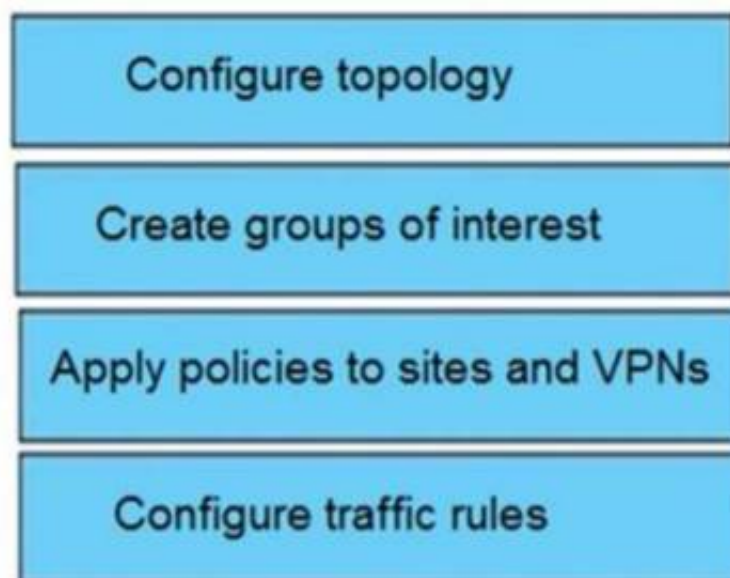 Configure topology
Create groups of interest
Apply policies to sites and VPNs
Configure traffic rules